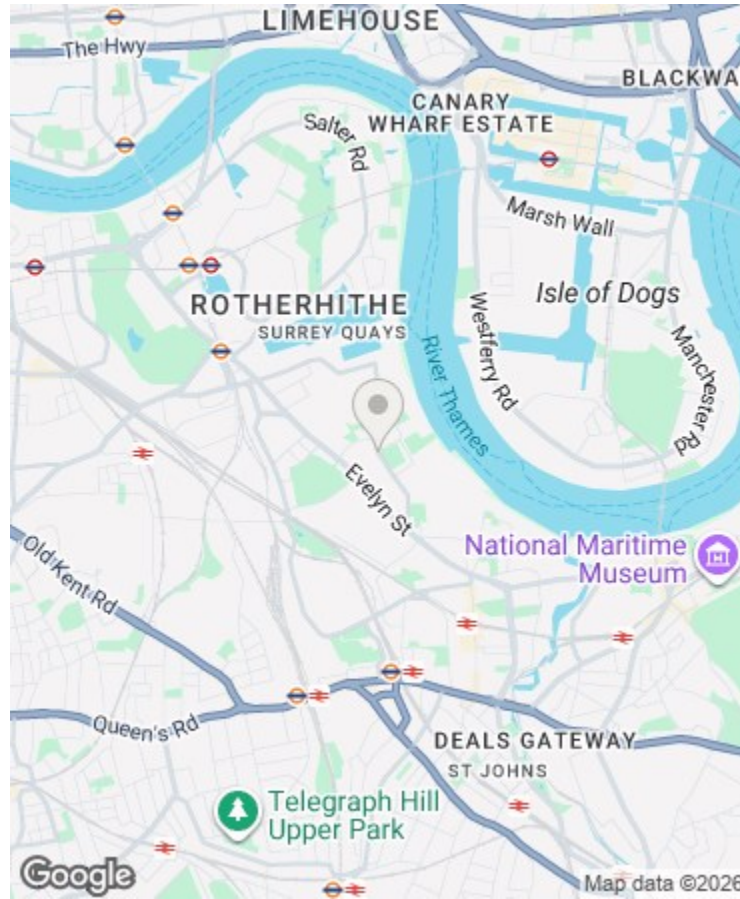 LIMEHOUSE
The Hwy
BLACKWA
CANARY
WHARF ESTATE
Salter Rd
Marsh Wall
Isle of Dogs
ROTHERHITHE
SURREY QUAYS
Westferry Rd
River Thames
Manchester Rd
Evelyn St
National Maritime
Museum
Old Kent Rd
Queen's Rd
DEALS GATEWAY
ST JOHNS
Telegraph Hill
Upper Park
Google
Map data ©2026